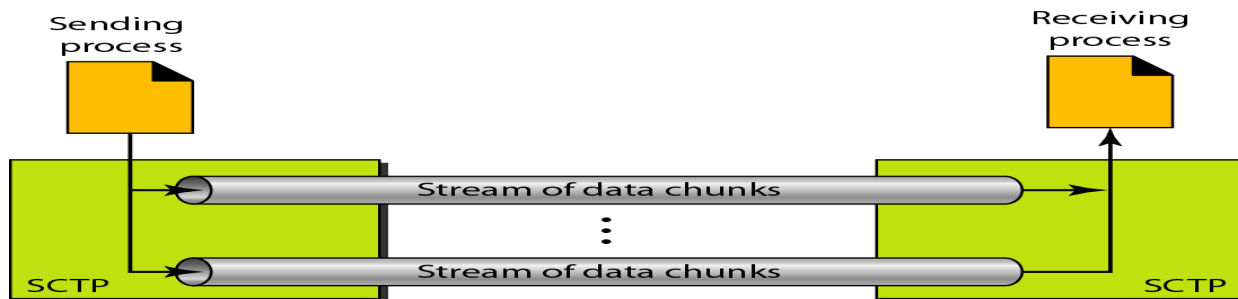 Sending
process
Receiving
process
Stream of data chunks
Stream of data chunks
SCTP
SCTP